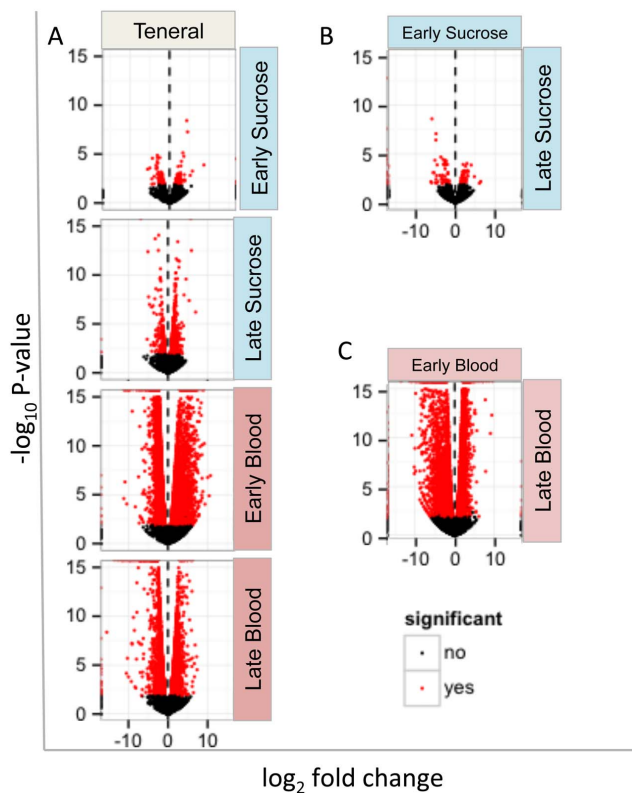 A
Teneral
15
10
5
0
Early Sucrose
15
10
5
0
Late Sucrose
15
10
5
0
Early Blood
15
10
5
0
Late Blood
-10 0 10
B
Early Sucrose
15
10
5
0
Late Sucrose
-10 0 10
C
Early Blood
15
10
5
0
Late Blood
-10 0 10
significant
no
yes
-log10 P-value
log2 fold change